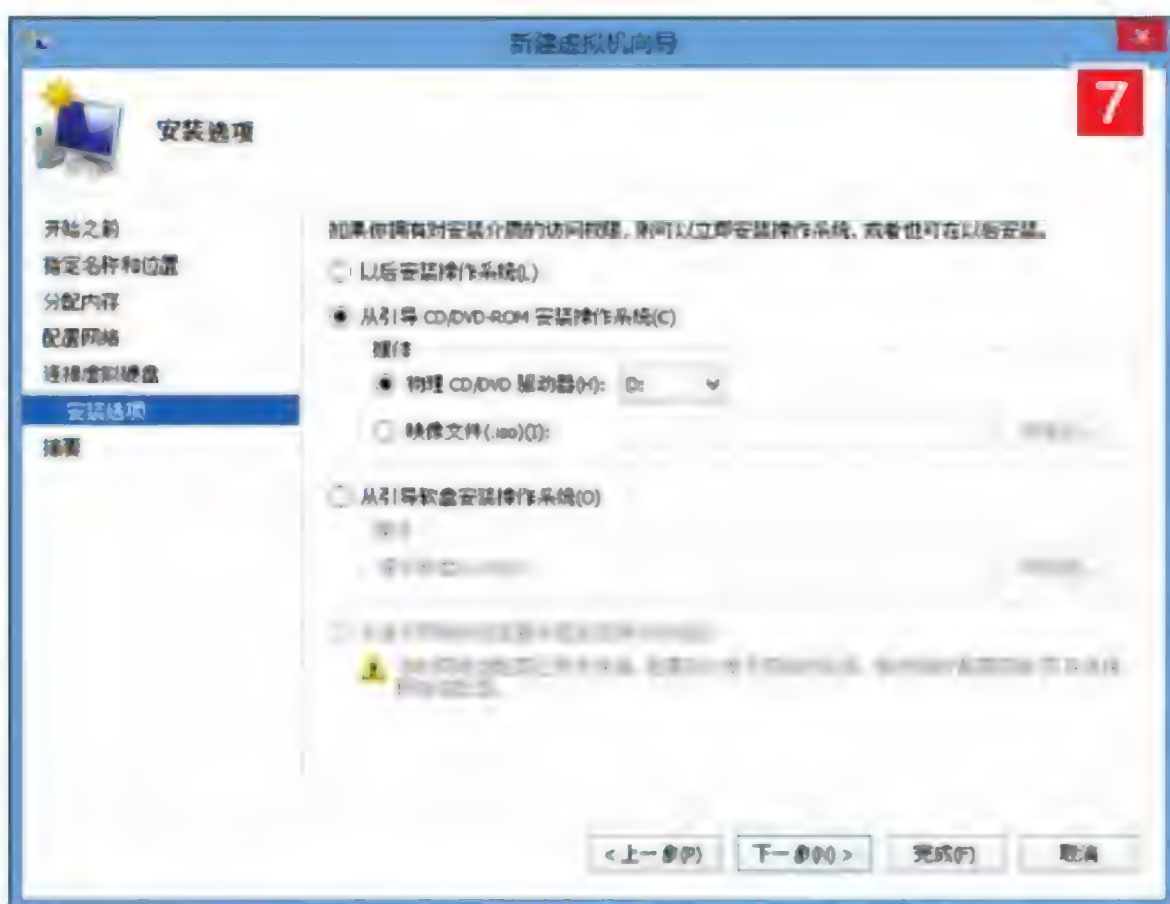 新建虚拟机向导
7
安装选项
开始之前
指定名称和位置
分配内存
配置网络
连接虚拟硬盘
安装选项
摘要
如果你拥有对安装介质的访问权限，则可以立即安装操作系统，或者也可在以后安装。
以后安装操作系统(L)
从引导 CD/DVD-ROM 安装操作系统(C)
媒体
物理 CD/DVD 驱动器(H): D:
映像文件(.iso)(I):
从引导软盘安装操作系统(O)
<上一步(P)
下一步(N) >
完成(F)
取消